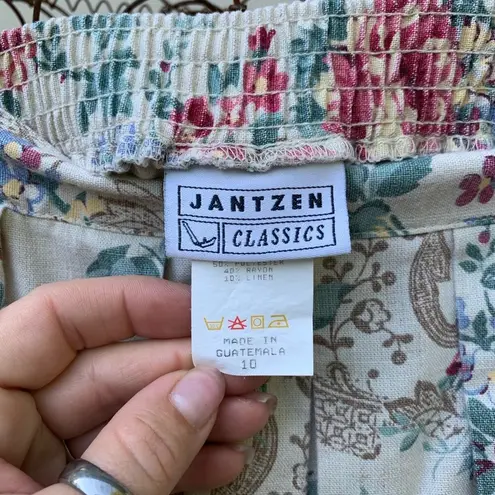 JANTZEN
CLASSICS
50% POLYESTER
40% RAYON
10% LINEN
MADE IN
GUATEMALA
10